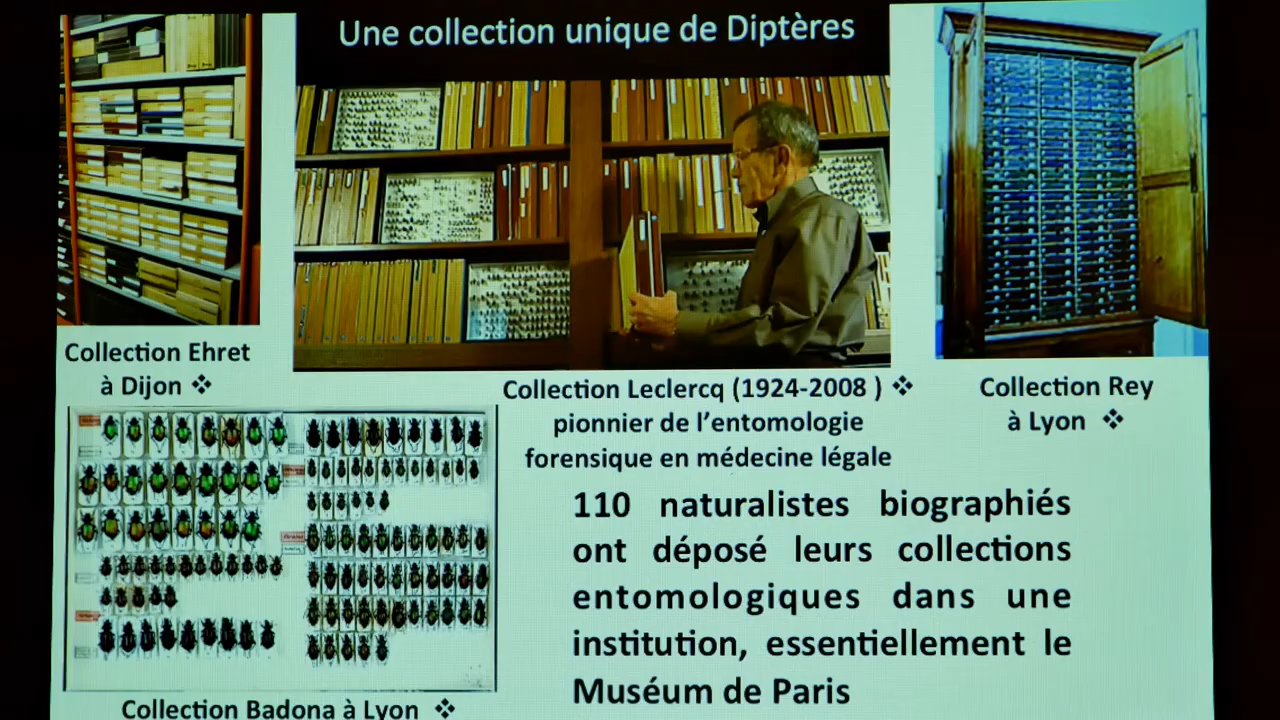 Une collection unique de Diptères
Collection Ehret
à Dijon ❖
Collection Leclercq (1924-2008 ) ❖
pionnier de l’entomologie
forensique en médecine légale
Collection Rey
à Lyon ❖
110 naturalistes biographiés
ont déposé leurs collections
entomologiques dans une
institution, essentiellement le
Muséum de Paris
Collection Badona à Lyon ❖